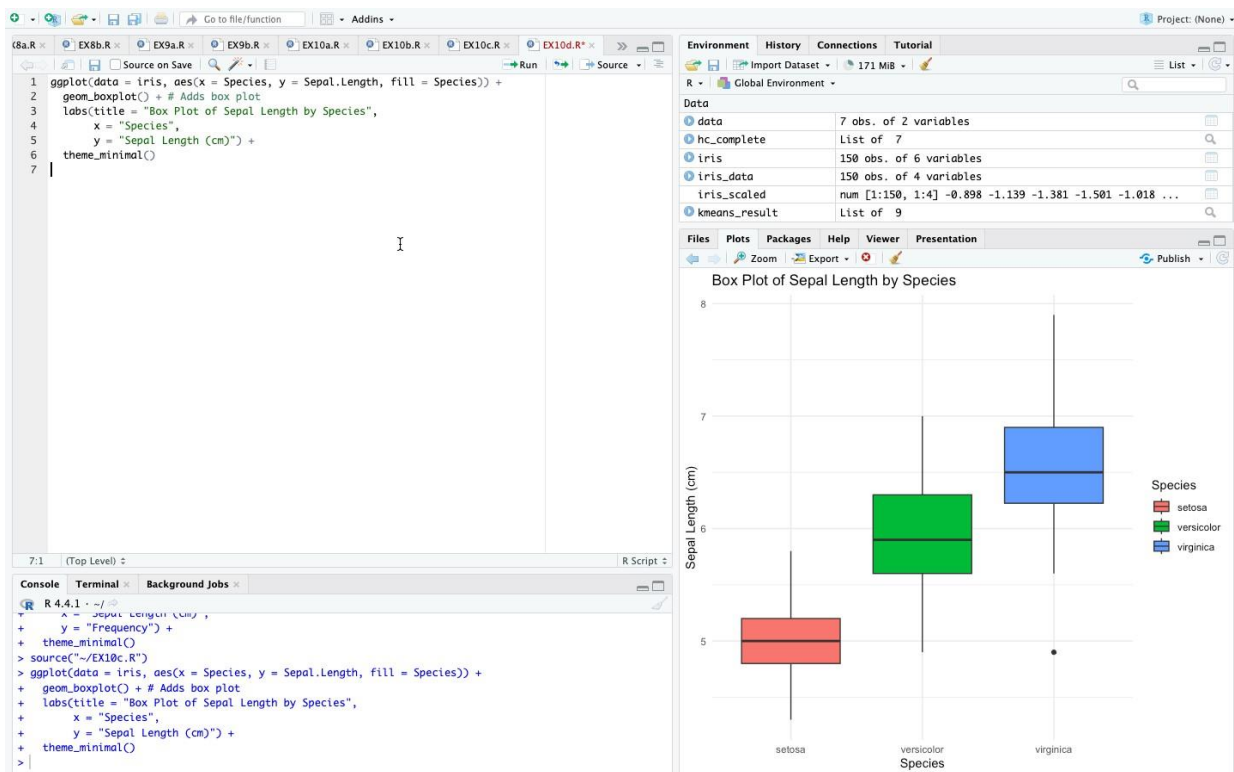 Go to file/function
Addins
Project: (None)
(8a.R
EX8b.R
EX9a.R
EX9b.R
EX10a.R
EX10b.R
EX10c.R
EX10d.R*
Source on Save
Run
Source
1 ggplot(data = iris, aes(x = Species, y = Sepal.Length, fill = Species)) +
2   geom_boxplot() + # Adds box plot
3   labs(title = "Box Plot of Sepal Length by Species",
4        x = "Species",
5        y = "Sepal Length (cm)") +
6   theme_minimal()
7
7:1 (Top Level)
R Script
Console Terminal Background Jobs
R 4.4.1 · ~/
+        x = "Sepal Length (cm)",
+        y = "Frequency") +
+   theme_minimal()
> source("~/EX10c.R")
> ggplot(data = iris, aes(x = Species, y = Sepal.Length, fill = Species)) +
+   geom_boxplot() + # Adds box plot
+   labs(title = "Box Plot of Sepal Length by Species",
+        x = "Species",
+        y = "Sepal Length (cm)") +
+   theme_minimal()
>
Environment History Connections Tutorial
Import Dataset 171 MiB List
R Global Environment
Data
data 7 obs. of 2 variables
hc_complete List of 7
iris 150 obs. of 6 variables
iris_data 150 obs. of 4 variables
iris_scaled num [1:150, 1:4] -0.898 -1.139 -1.381 -1.501 -1.018 ...
kmeans_result List of 9
Files Plots Packages Help Viewer Presentation
Zoom Export Publish
Box Plot of Sepal Length by Species
8
7
6
5
Sepal Length (cm)
setosa versicolor virginica
Species
Species
setosa
versicolor
virginica